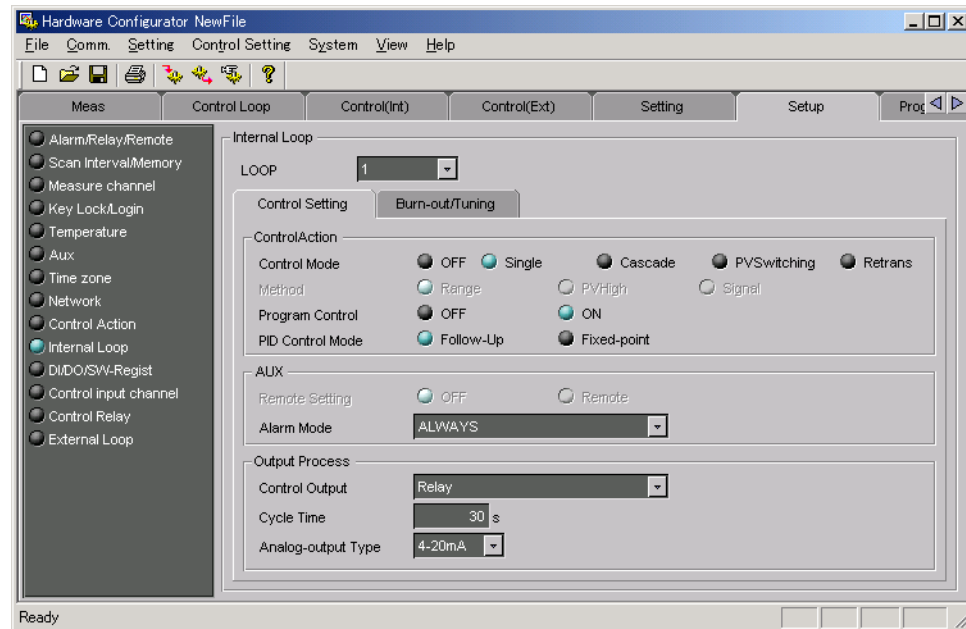 Hardware Configurator NewFile
File Comm. Setting Control Setting System View Help
Meas Control Loop Control(Int) Control(Ext) Setting Setup Prog
Alarm/Relay/Remote
Scan Interval/Memory
Measure channel
Key Lock/Login
Temperature
Aux
Time zone
Network
Control Action
Internal Loop
DI/DO/SW-Regist
Control input channel
Control Relay
External Loop
Internal Loop
LOOP 1
Control Setting Burn-out/Tuning
ControlAction
Control Mode OFF Single Cascade PVSwitching Retrans
Method Range PVHigh Signal
Program Control OFF ON
PID Control Mode Follow-Up Fixed-point
AUX
Remote Setting OFF Remote
Alarm Mode ALWAYS
Output Process
Control Output Relay
Cycle Time 30 s
Analog-output Type 4-20mA
Ready